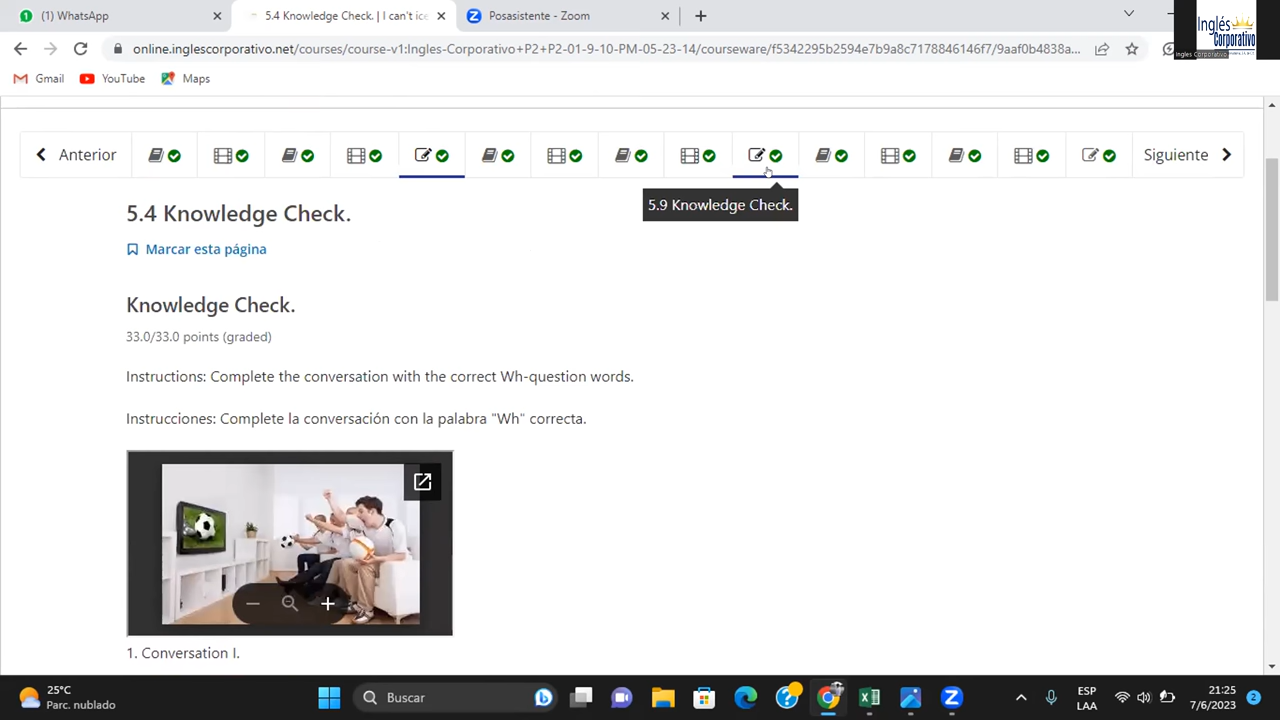 (1) WhatsApp
5.4 Knowledge Check. | I can't ice
Posasistente - Zoom
Inglés
Corporativo
Ingles Corporativo
online.inglescorporativo.net/courses/course-v1:Ingles-Corporativo+P2+P2-01-9-10-PM-05-23-14/courseware/f5342295b2594e7b9a8c7178846146f7/9aaf0b4838a...
Gmail YouTube Maps
Anterior Siguiente
5.9 Knowledge Check.
5.4 Knowledge Check.
Marcar esta página
Knowledge Check.
33.0/33.0 points (graded)
Instructions: Complete the conversation with the correct Wh-question words.
Instrucciones: Complete la conversación con la palabra "Wh" correcta.
1. Conversation I.
25°C
Parc. nublado
Buscar
ESP
LAA
21:25
7/6/2023
2